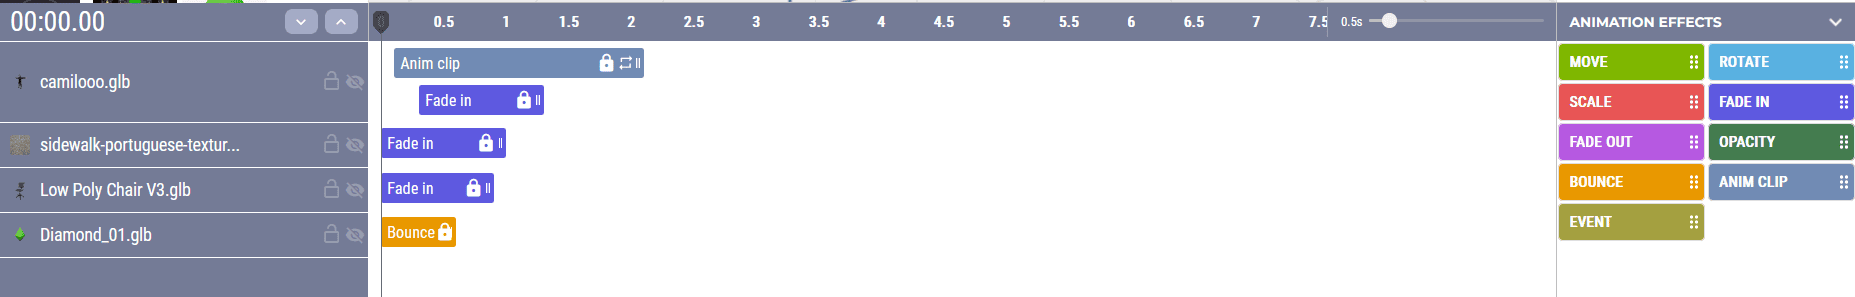 00:00.00
0 0.5 1 1.5 2 2.5 3 3.5 4 4.5 5 5.5 6 6.5 7 7.5
0.5s
ANIMATION EFFECTS
camilooo.glb
Anim clip
Fade in
sidewalk-portuguese-textur...
Fade in
Low Poly Chair V3.glb
Fade in
Diamond_01.glb
Bounce
MOVE
ROTATE
SCALE
FADE IN
FADE OUT
OPACITY
BOUNCE
ANIM CLIP
EVENT